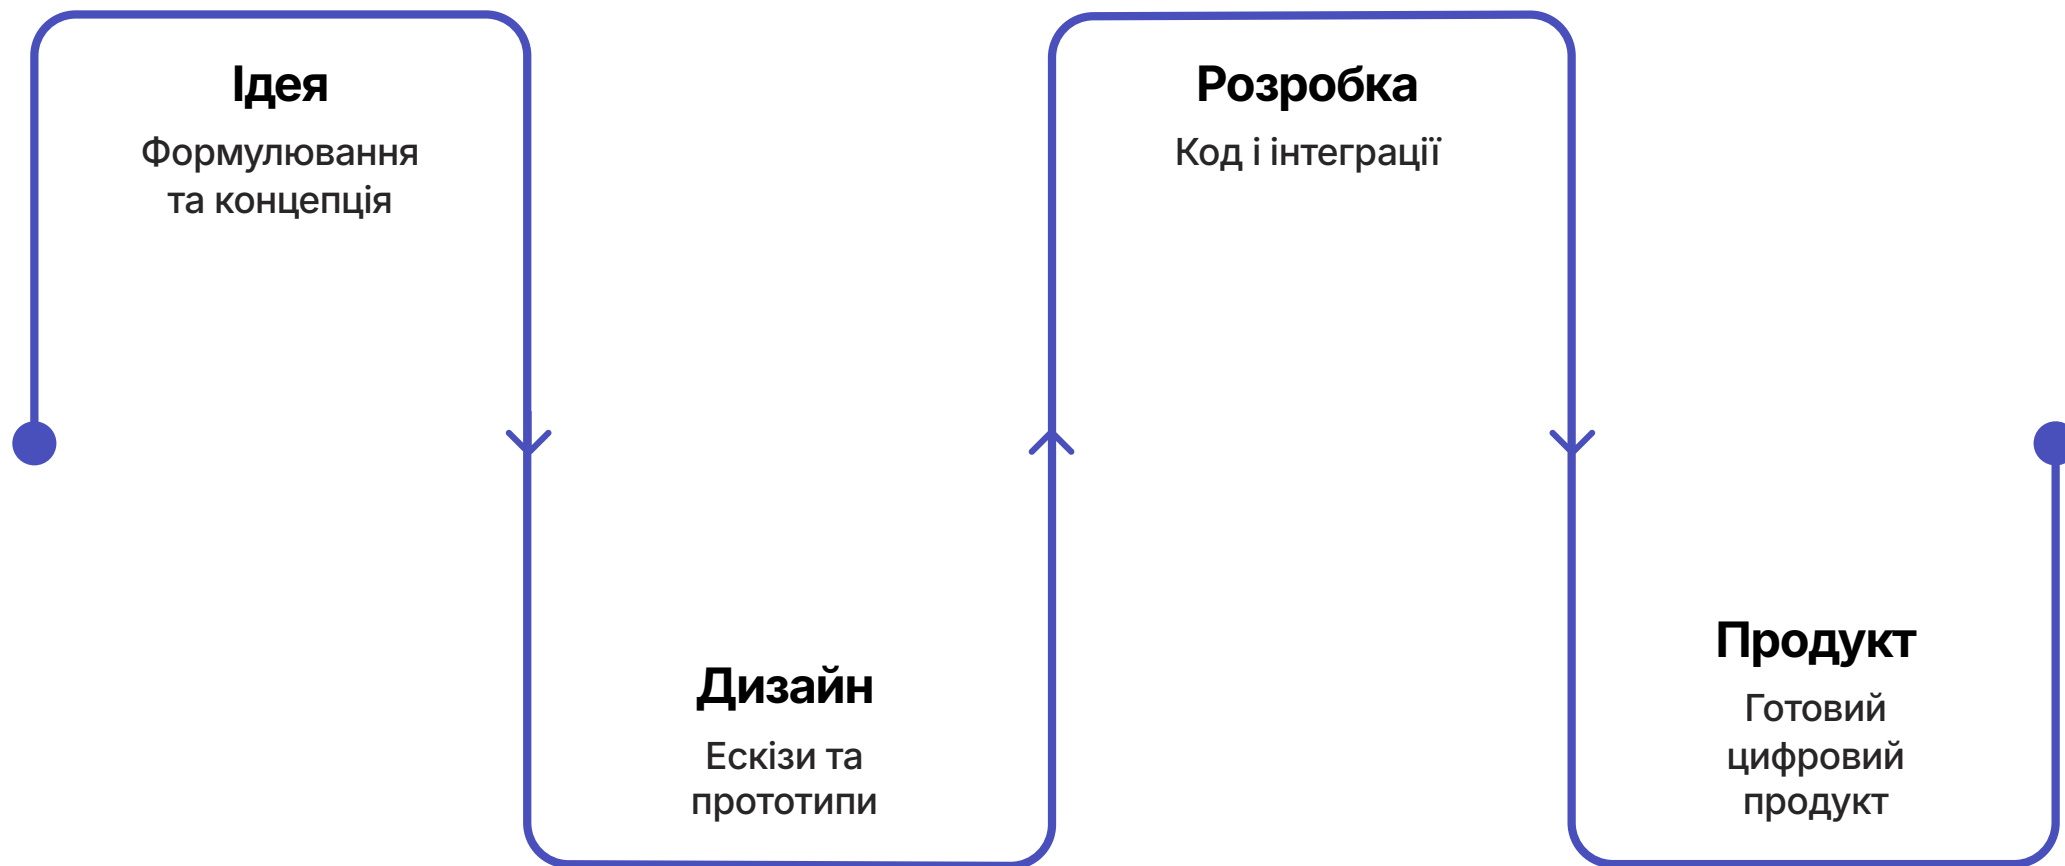 Ідея
Формулювання
та концепція
Дизайн
Ескізи та
прототипи
Розробка
Код і інтеграції
Продукт
Готовий
цифровий
продукт